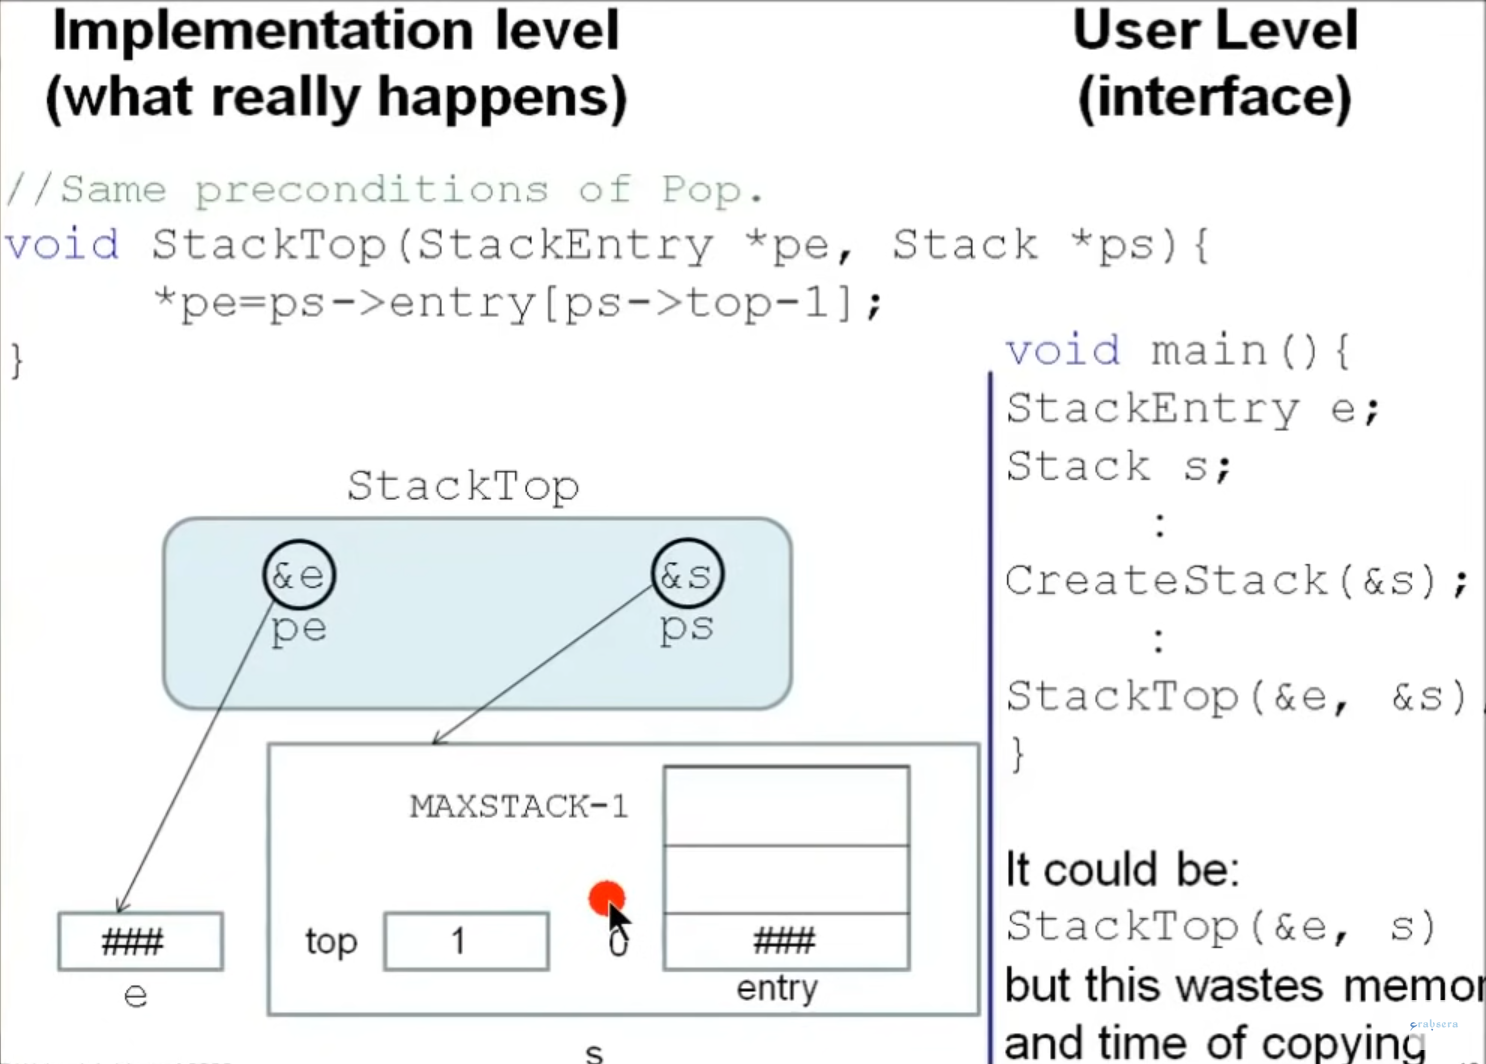 Implementation level
(what really happens)
User Level
(interface)
//Same preconditions of Pop.
void StackTop(StackEntry *pe, Stack *ps){
*pe=ps->entry[ps->top-1];
}
StackTop
&e
&s
pe
ps
MAXSTACK-1
top
1
0
###
entry
###
e
s
void main(){
StackEntry e;
Stack s;
:
CreateStack(&s);
:
StackTop(&e, &s)
}
It could be:
StackTop(&e, s)
but this wastes memor
and time of copying